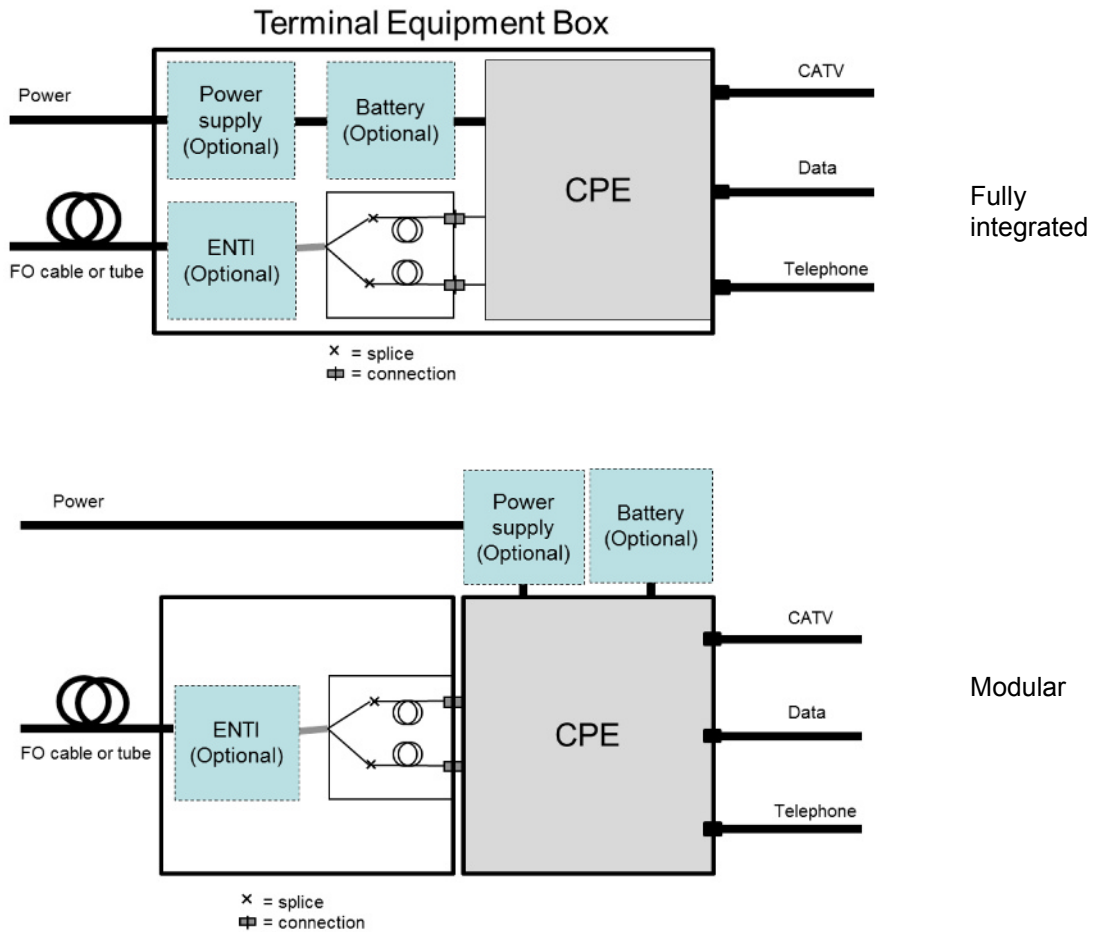 Terminal Equipment Box
Power
Power
supply
(Optional)
Battery
(Optional)
CPE
CATV
Data
Telephone
FO cable or tube
ENTI
(Optional)
× = splice
= connection
Fully
integrated
Power
Power
supply
(Optional)
Battery
(Optional)
CPE
CATV
Data
Telephone
FO cable or tube
ENTI
(Optional)
× = splice
= connection
Modular